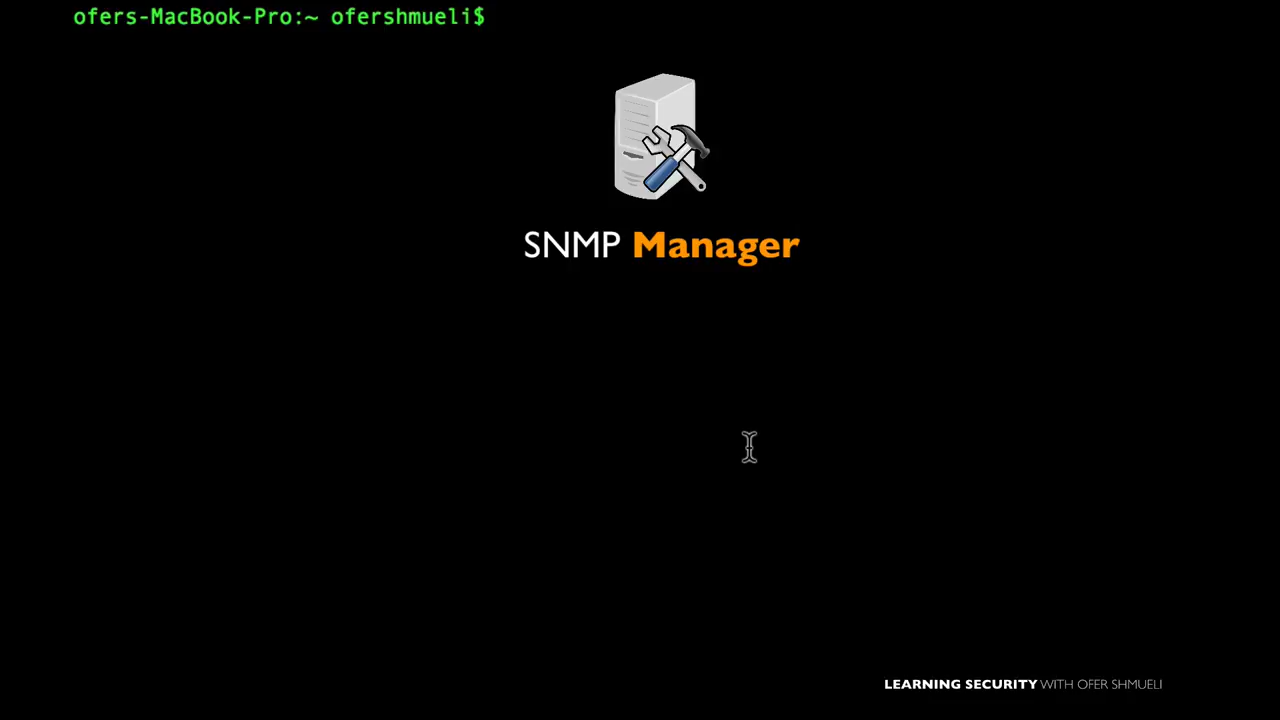 ofers-MacBook-Pro:~ ofershmueli$
SNMP Manager
LEARNING SECURITY WITH OFER SHMUELI